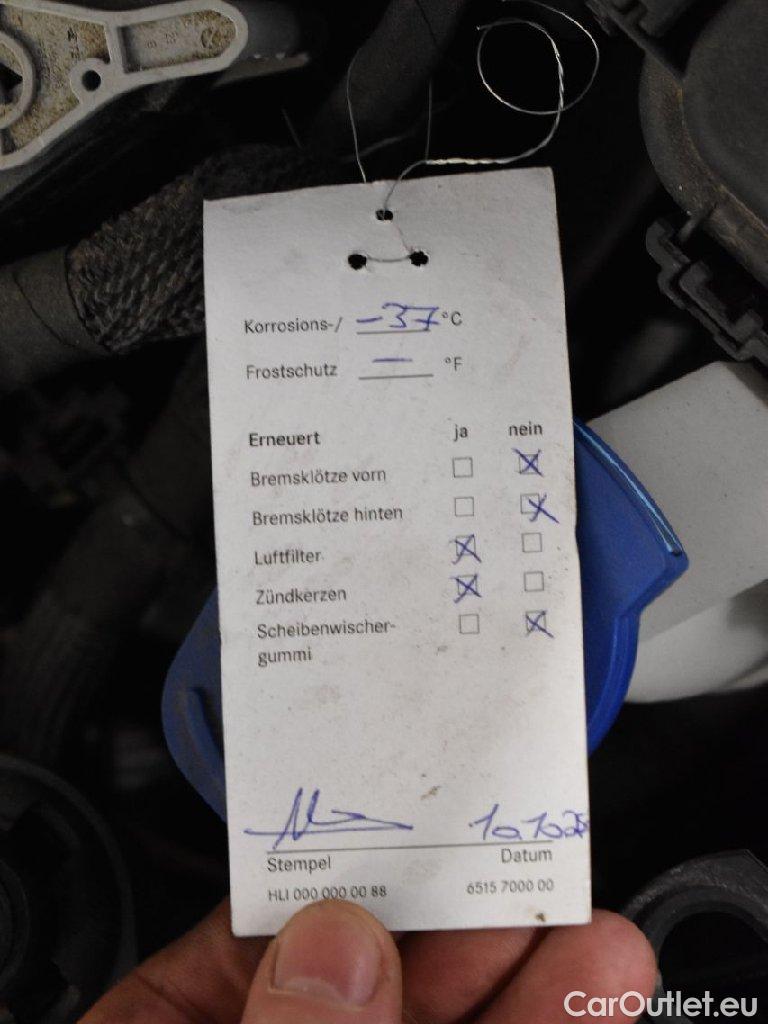 Korrosions-/ -37 °C
Frostschutz — °F
Erneuert ja nein
Bremsklötze vorn
Bremsklötze hinten
Luftfilter
Zündkerzen
Scheibenwischer-
gummi
Stempel Datum
HLI 000 000 00 88 6515 7000 00
CarOutlet.eu